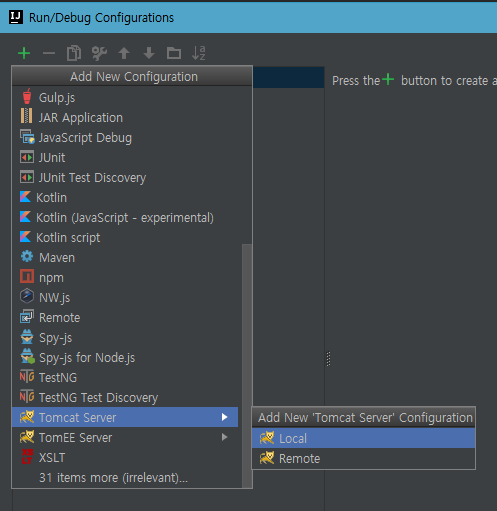 Run/Debug Configurations
Add New Configuration
Press the + button to create a
Gulp.js
JAR Application
JavaScript Debug
JUnit
JUnit Test Discovery
Kotlin
Kotlin (JavaScript - experimental)
Kotlin script
Maven
npm
NW.js
Remote
Spy-js
Spy-js for Node.js
TestNG
TestNG Test Discovery
Tomcat Server
TomEE Server
XSLT
31 items more (irrelevant)...
Add New 'Tomcat Server' Configuration
Local
Remote